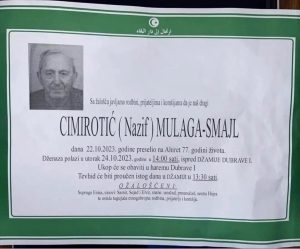 Sa žalošću javljamo rodbini, prijateljima i komšijama da je naš dragi
CIMIROTIĆ ( Nazif ) MULAGA-SMAJL
dana 22.10.2023. godine preselio na Ahiret 77. godini života.
Dženaza polazi u utorak 24.10.2023. godine u 14:00 sati, ispred DŽAMIJE DUBRAVE I.
Ukop će se obaviti u haremu Dubrave I
Tevhid će biti proučen istog dana u DŽAMIJI u 13:30 sati.
OŽALOŠĆENI: